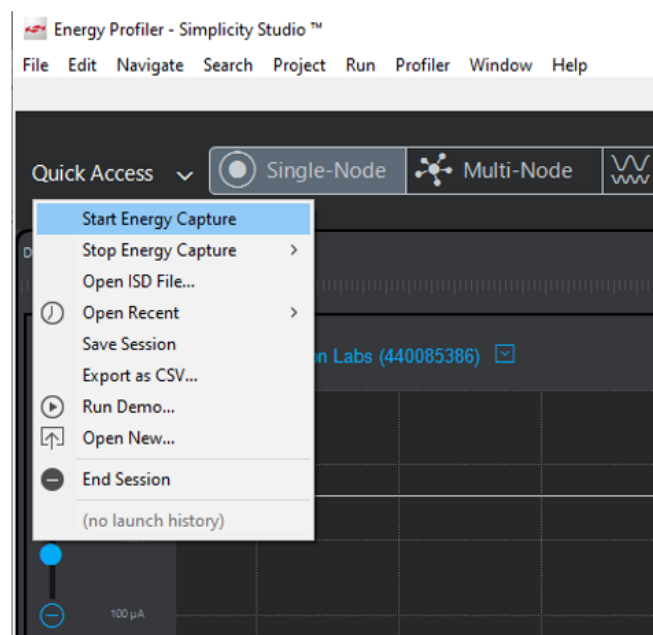 Energy Profiler - Simplicity Studio ™
File Edit Navigate Search Project Run Profiler Window Help
Quick Access Single-Node Multi-Node
Start Energy Capture
Stop Energy Capture
Open ISD File...
Open Recent
on Labs (440085386)
Save Session
Export as CSV...
Run Demo...
Open New...
End Session
(no launch history)
100 µA